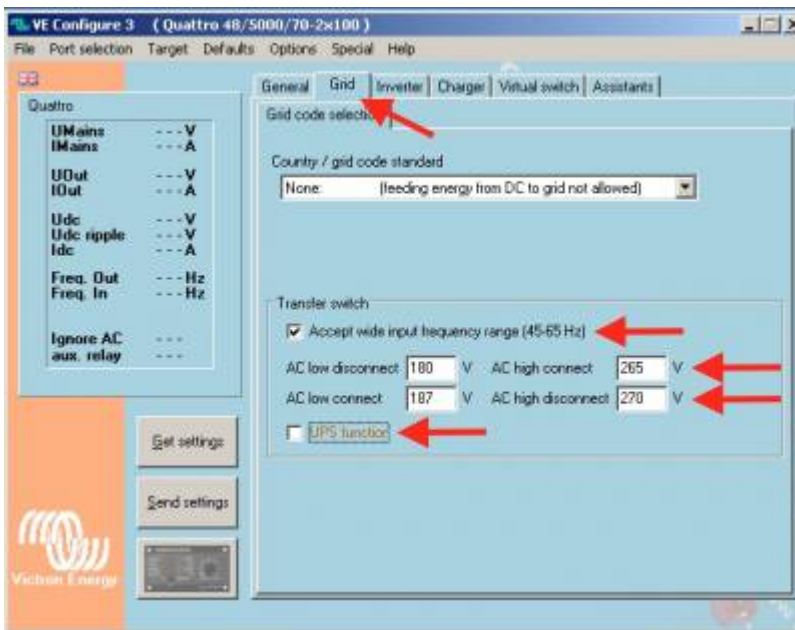 VE Configure 3 ( Quattro 48/5000/70-2x100 )
File Port selection Target Defaults Options Special Help
General Grid Inverter Charger Virtual switch Assistants
Quattro
Grid code selection
UMains ---V
IMains ---A
Country / grid code standard
UOut ---V
None: (feeding energy from DC to grid not allowed)
IOut ---A
Udc ---V
Udc ripple ---V
Idc ---A
Freq. Out ---Hz
Freq. In ---Hz
Transfer switch
Accept wide input frequency range (45-65 Hz)
Ignore AC ---
aux. relay ---
AC low disconnect 180 V AC high connect 265 V
AC low connect 187 V AC high disconnect 270 V
UPS function
Get settings
Send settings
Victron Energy